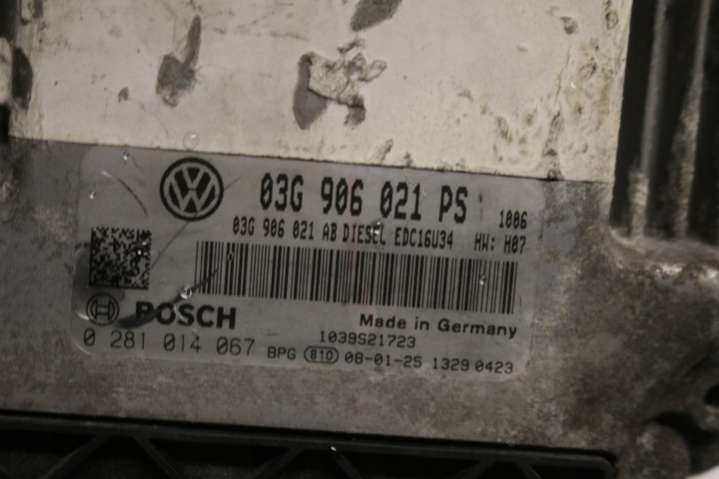 03G 906 021 PS 1006
03G 906 021 AB DIESEL EDC16U34 HW: H07
BOSCH
Made in Germany
0 281 014 067
1039S21723
BPG 810 08-01-25 1329 0423